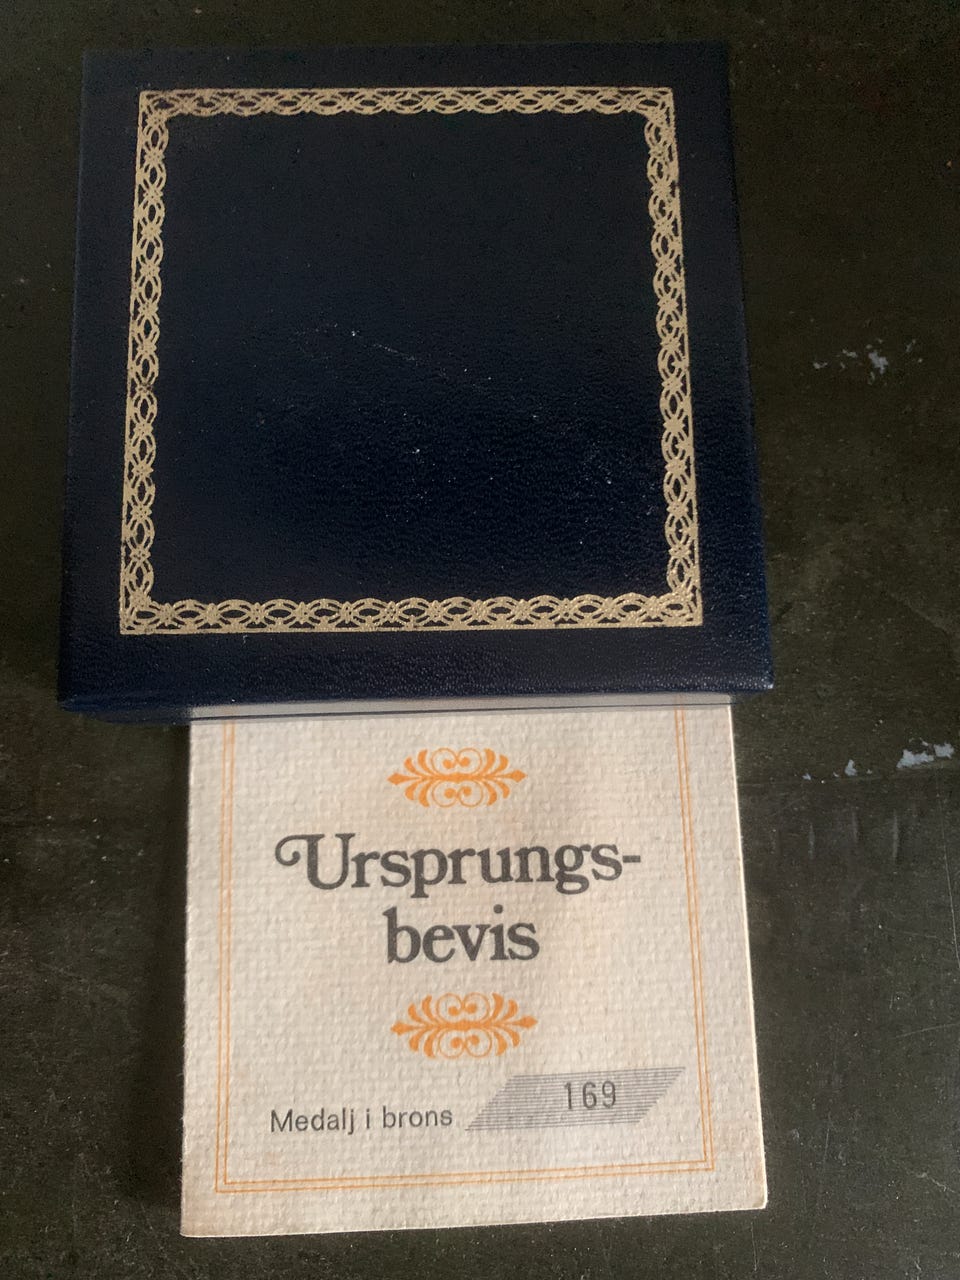 Ursprungs-
bevis
Medalj i brons 169